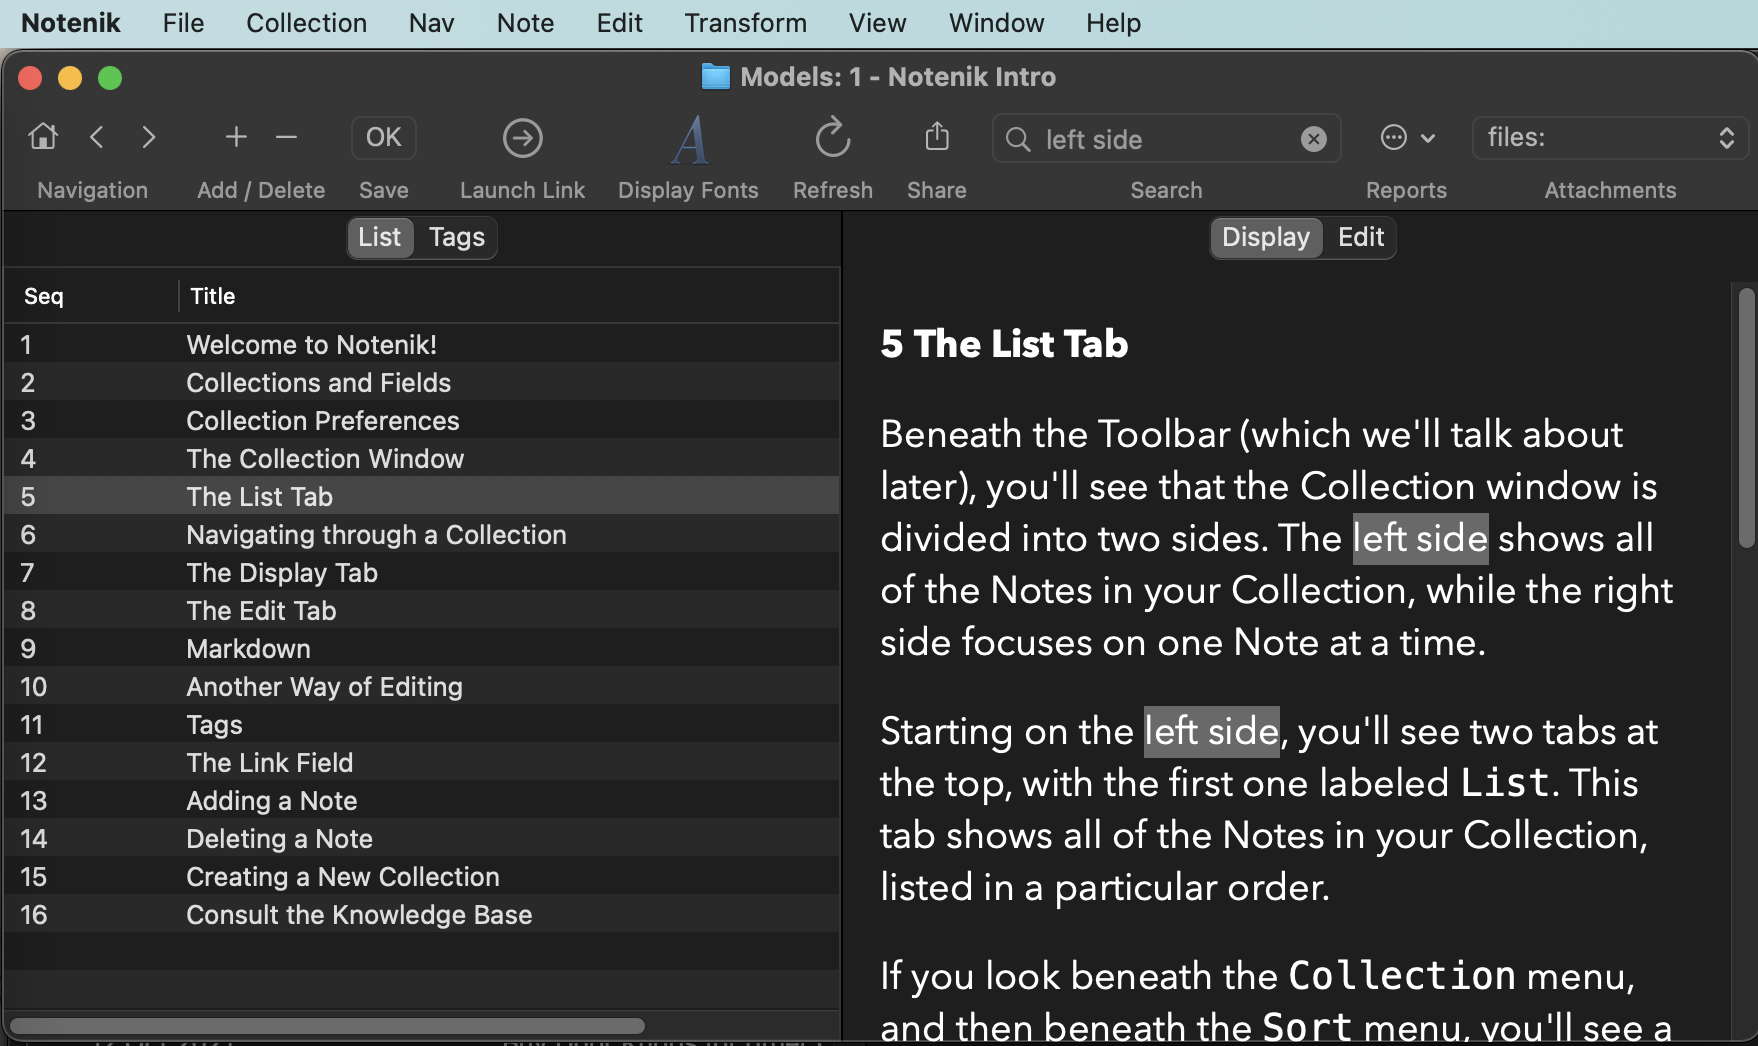 Notenik File Collection Nav Note Edit Transform View Window Help
Models: 1 - Notenik Intro
OK left side files:
Navigation Add / Delete Save Launch Link Display Fonts Refresh Share Search Reports Attachments
List Tags
Display Edit
Seq Title
1 Welcome to Notenik!
2 Collections and Fields
3 Collection Preferences
4 The Collection Window
5 The List Tab
6 Navigating through a Collection
7 The Display Tab
8 The Edit Tab
9 Markdown
10 Another Way of Editing
11 Tags
12 The Link Field
13 Adding a Note
14 Deleting a Note
15 Creating a New Collection
16 Consult the Knowledge Base
5 The List Tab
Beneath the Toolbar (which we'll talk about
later), you'll see that the Collection window is
divided into two sides. The left side shows all
of the Notes in your Collection, while the right
side focuses on one Note at a time.
Starting on the left side, you'll see two tabs at
the top, with the first one labeled List. This
tab shows all of the Notes in your Collection,
listed in a particular order.
If you look beneath the Collection menu,
and then beneath the Sort menu, you'll see a